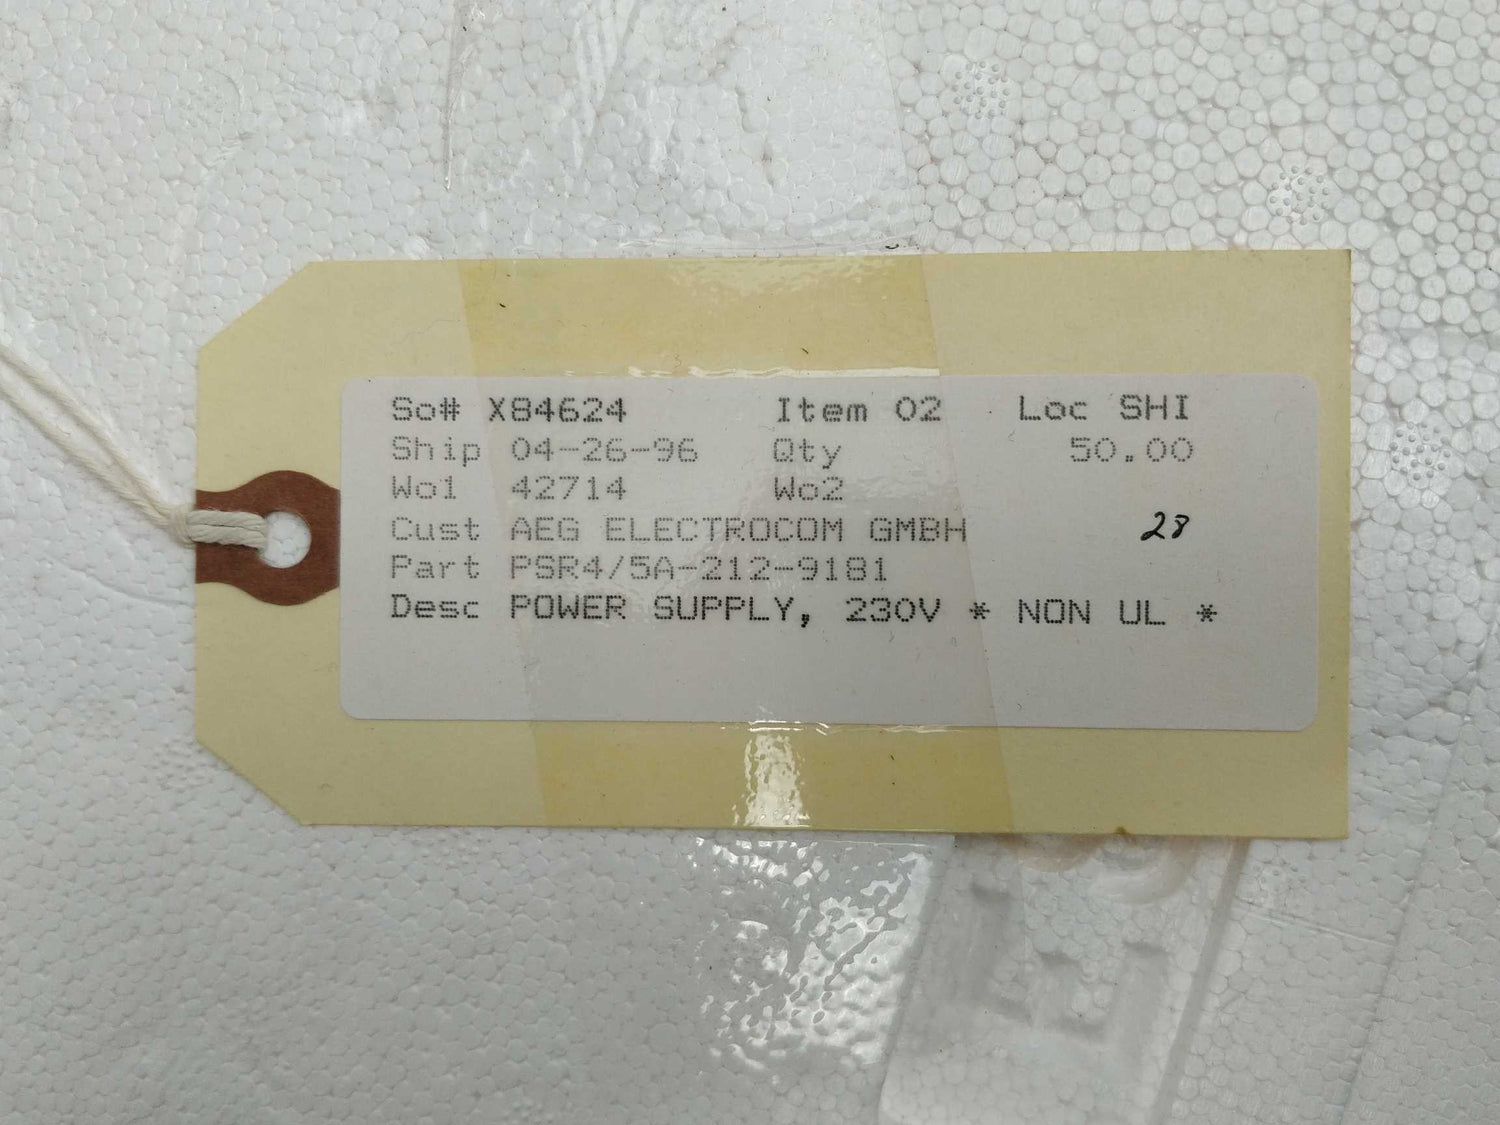 So# X84624 Item 02 Loc SHI
Ship 04-26-96 Qty 50.00
Wo1 42714 Wo2
Cust AEG ELECTROCOM GMBH 28
Part PSR4/5A-212-9181
Desc POWER SUPPLY, 230V * NON UL *